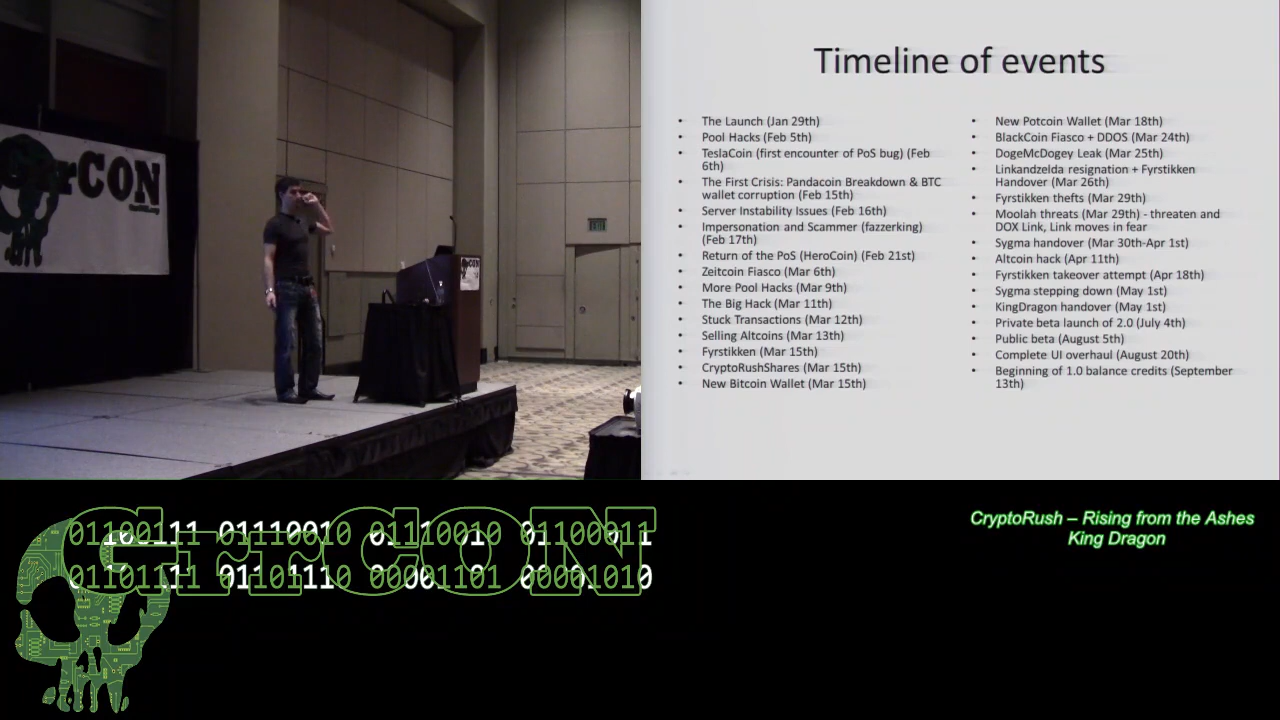 GrrCON
Timeline of events
• The Launch (Jan 29th)
• Pool Hacks (Feb 5th)
• TeslaCoin (first encounter of PoS bug) (Feb
6th)
• The First Crisis: Pandacoin Breakdown & BTC
wallet corruption (Feb 15th)
• Server Instability Issues (Feb 16th)
• Impersonation and Scammer (fazzerking)
(Feb 17th)
• Return of the PoS (HeroCoin) (Feb 21st)
• Zeitcoin Fiasco (Mar 6th)
• More Pool Hacks (Mar 9th)
• The Big Hack (Mar 11th)
• Stuck Transactions (Mar 12th)
• Selling Altcoins (Mar 13th)
• Fyrstikken (Mar 15th)
• CryptoRushShares (Mar 15th)
• New Bitcoin Wallet (Mar 15th)
• New Potcoin Wallet (Mar 18th)
• BlackCoin Fiasco + DDOS (Mar 24th)
• DogeMcDogey Leak (Mar 25th)
• Linkandzelda resignation + Fyrstikken
Handover (Mar 26th)
• Fyrstikken thefts (Mar 29th)
• Moolah threats (Mar 29th) - threaten and
DOX Link, Link moves in fear
• Sygma handover (Mar 30th-Apr 1st)
• Altcoin hack (Apr 11th)
• Fyrstikken takeover attempt (Apr 18th)
• Sygma stepping down (May 1st)
• KingDragon handover (May 1st)
• Private beta launch of 2.0 (July 4th)
• Public beta (August 5th)
• Complete UI overhaul (August 20th)
• Beginning of 1.0 balance credits (September
13th)
GrrCON
01100111 01110010 01110010 01100011
01101111 01101110 00001101 00001010
CryptoRush – Rising from the Ashes
King Dragon